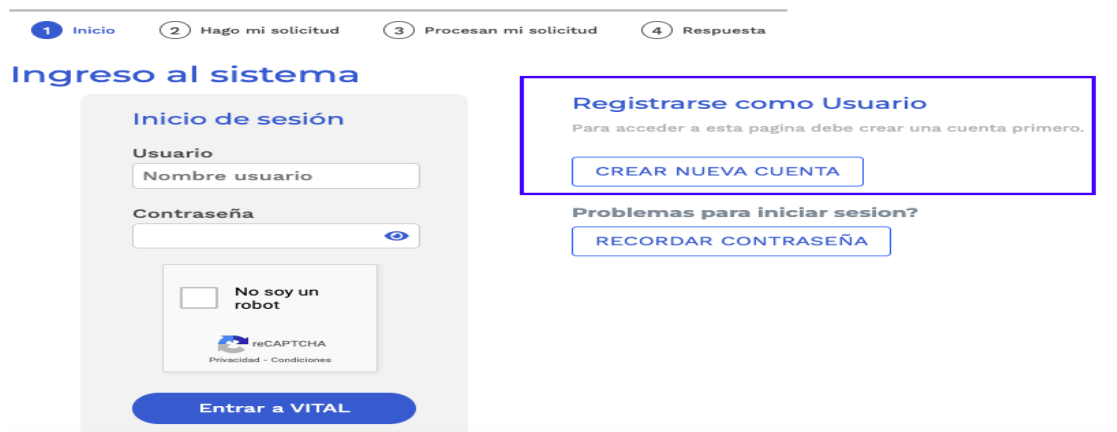 1 Inicio 2 Hago mi solicitud 3 Procesan mi solicitud 4 Respuesta
Ingreso al sistema
Inicio de sesión
Usuario
Nombre usuario
Contraseña
No soy un
robot
reCAPTCHA
Privacidad - Condiciones
Entrar a VITAL
Registrarse como Usuario
Para acceder a esta pagina debe crear una cuenta primero.
CREAR NUEVA CUENTA
Problemas para iniciar sesion?
RECORDAR CONTRASEÑA